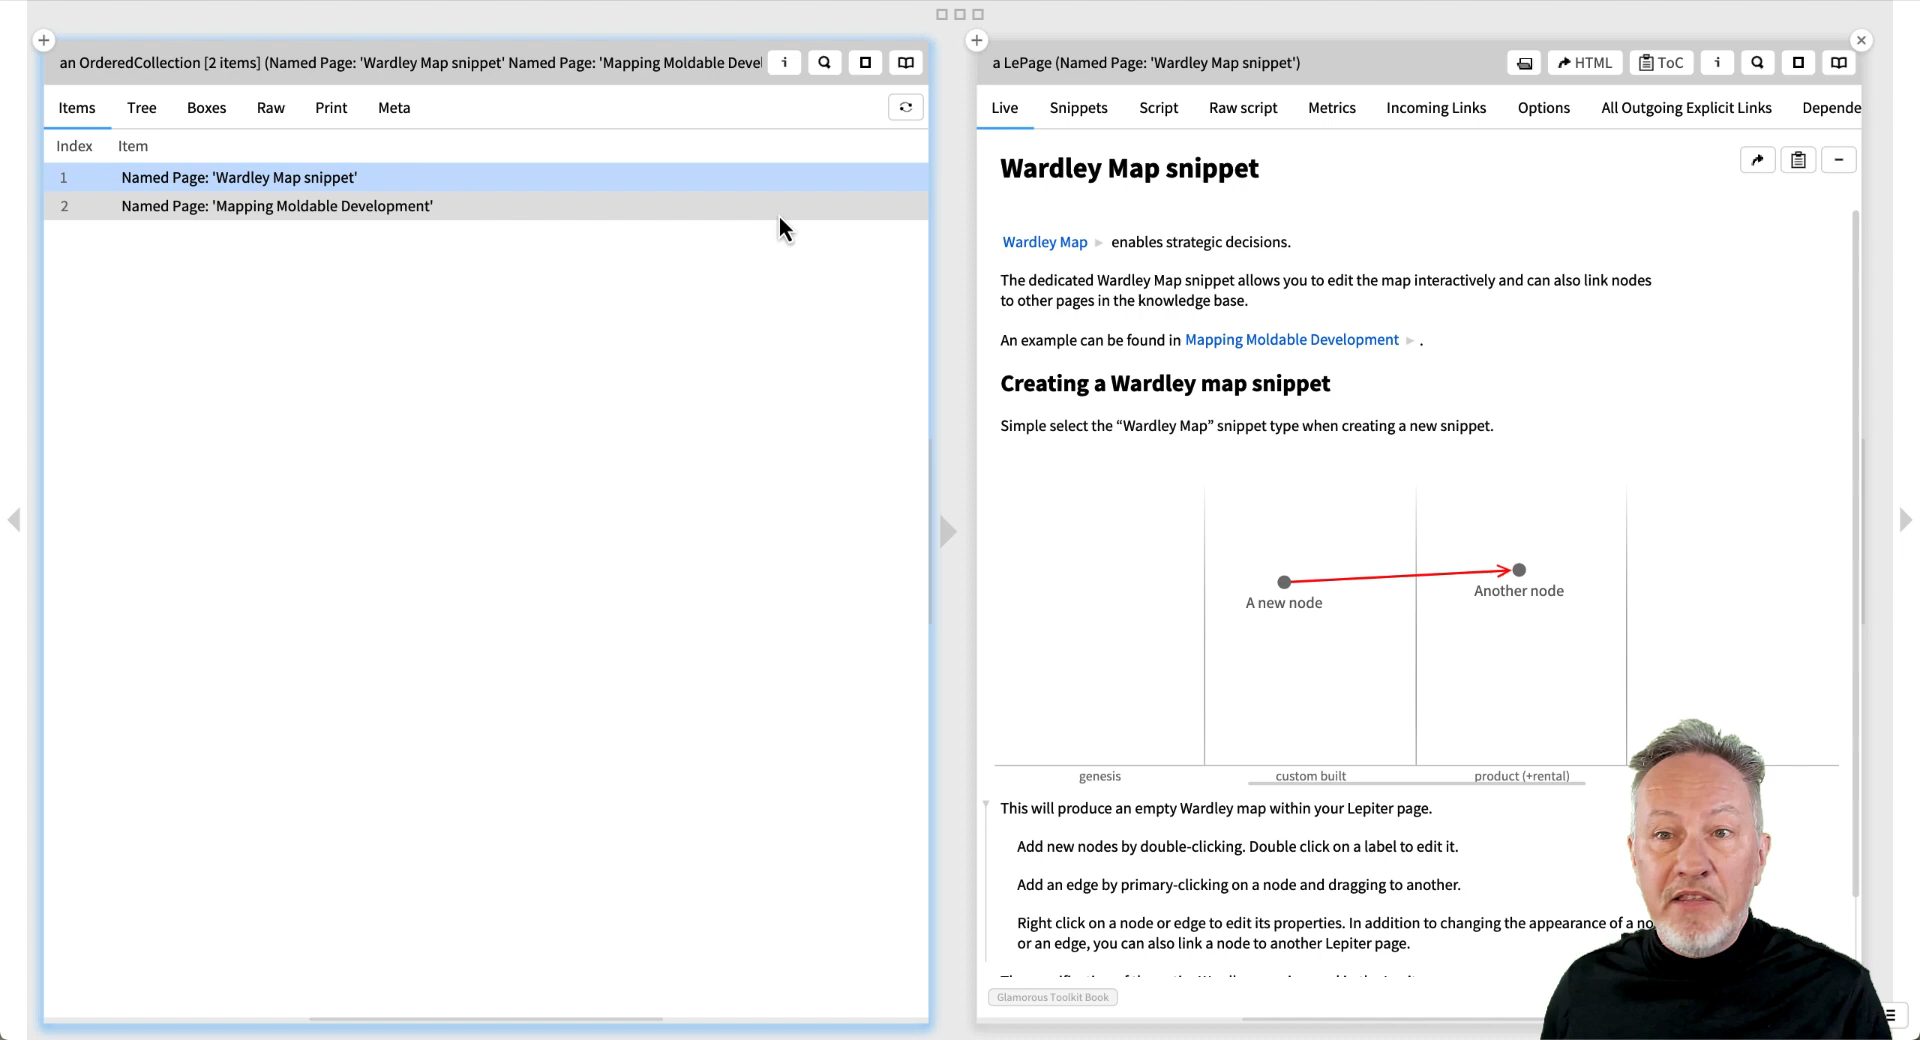 an OrderedCollection [2 items] (Named Page: 'Wardley Map snippet' Named Page: 'Mapping Moldable Devel
i
Items Tree Boxes Raw Print Meta
Index Item
1 Named Page: 'Wardley Map snippet'
2 Named Page: 'Mapping Moldable Development'
a LePage (Named Page: 'Wardley Map snippet')
HTML ToC i
Live Snippets Script Raw script Metrics Incoming Links Options All Outgoing Explicit Links Depende
Wardley Map snippet
Wardley Map enables strategic decisions.
The dedicated Wardley Map snippet allows you to edit the map interactively and can also link nodes
to other pages in the knowledge base.
An example can be found in Mapping Moldable Development .
Creating a Wardley map snippet
Simple select the “Wardley Map” snippet type when creating a new snippet.
A new node
Another node
genesis custom built product (+rental)
This will produce an empty Wardley map within your Lepiter page.
Add new nodes by double-clicking. Double click on a label to edit it.
Add an edge by primary-clicking on a node and dragging to another.
Right click on a node or edge to edit its properties. In addition to changing the appearance of a no
or an edge, you can also link a node to another Lepiter page.
Glamorous Toolkit Book